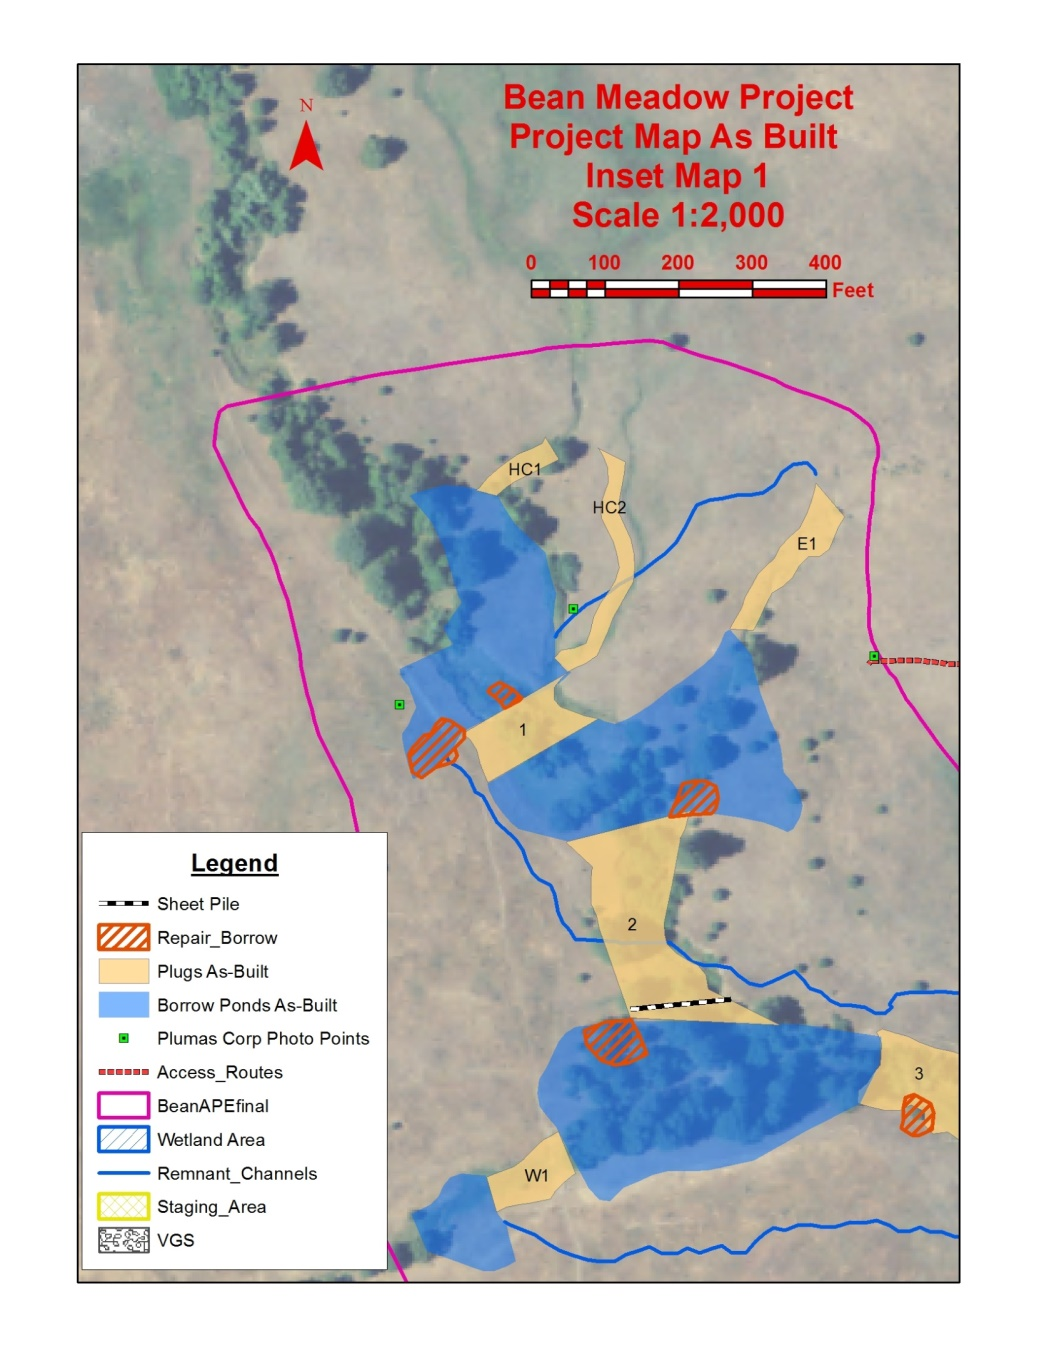 Bean Meadow Project
Project Map As Built
Inset Map 1
Scale 1:2,000
N
0 100 200 300 400
Feet
HC1
HC2
E1
1
2
3
W1
Legend
Sheet Pile
Repair_Borrow
Plugs As-Built
Borrow Ponds As-Built
Plumas Corp Photo Points
Access_Routes
BeanAPEfinal
Wetland Area
Remnant_Channels
Staging_Area
VGS